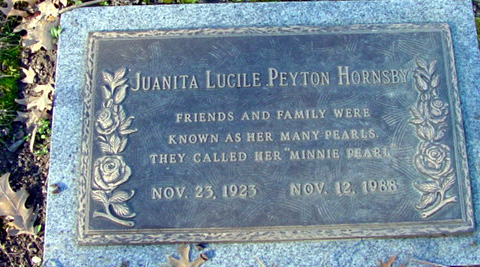 JUANITA LUCILE PEYTON HORNSBY
FRIENDS AND FAMILY WERE
KNOWN AS HER MANY PEARLS.
THEY CALLED HER "MINNIE PEARL"
NOV. 23, 1923 NOV. 12, 1988